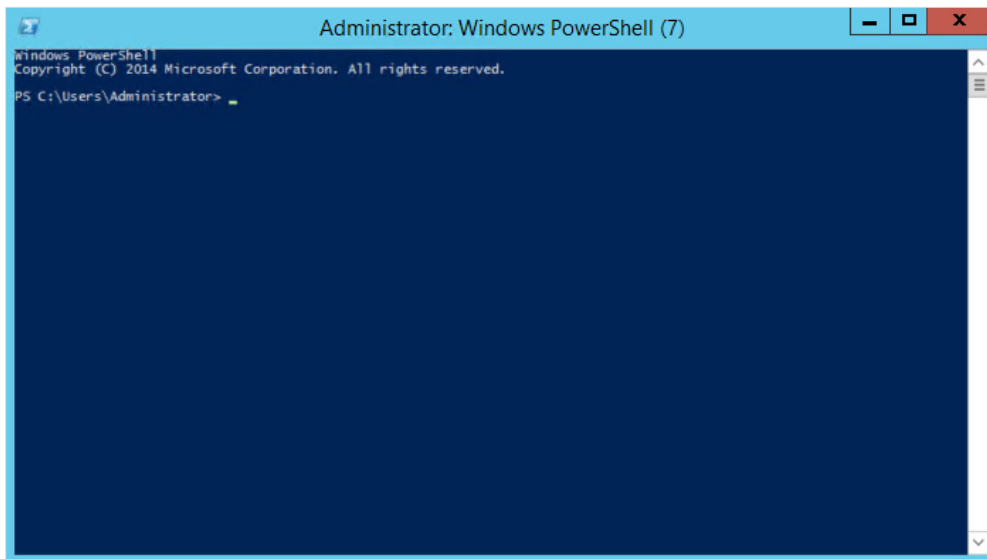 Administrator: Windows PowerShell (7)
Windows PowerShell
Copyright (C) 2014 Microsoft Corporation. All rights reserved.
PS C:\Users\Administrator> _